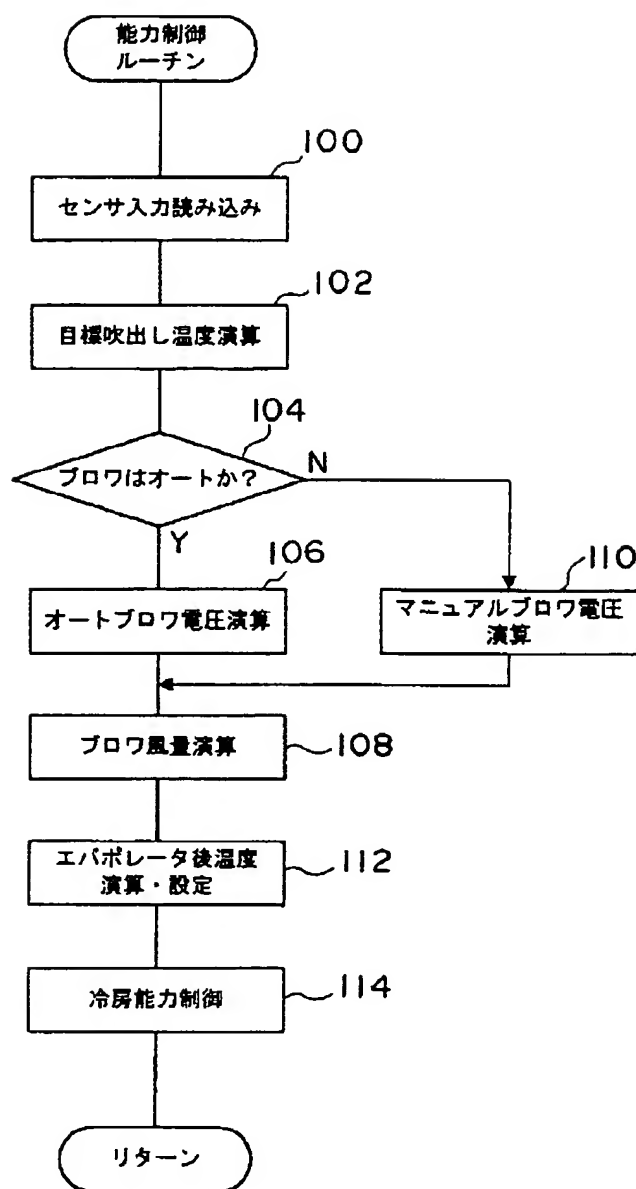 能力制御
ルーチン
100
センサ入力読み込み
102
目標吹出し温度演算
104
ブロワはオートか?
N
Y
106
オートブロワ電圧演算
110
マニュアルブロワ電圧
演算
ブロワ風量演算
108
エバポレータ後温度
演算・設定
112
冷房能力制御
114
リターン